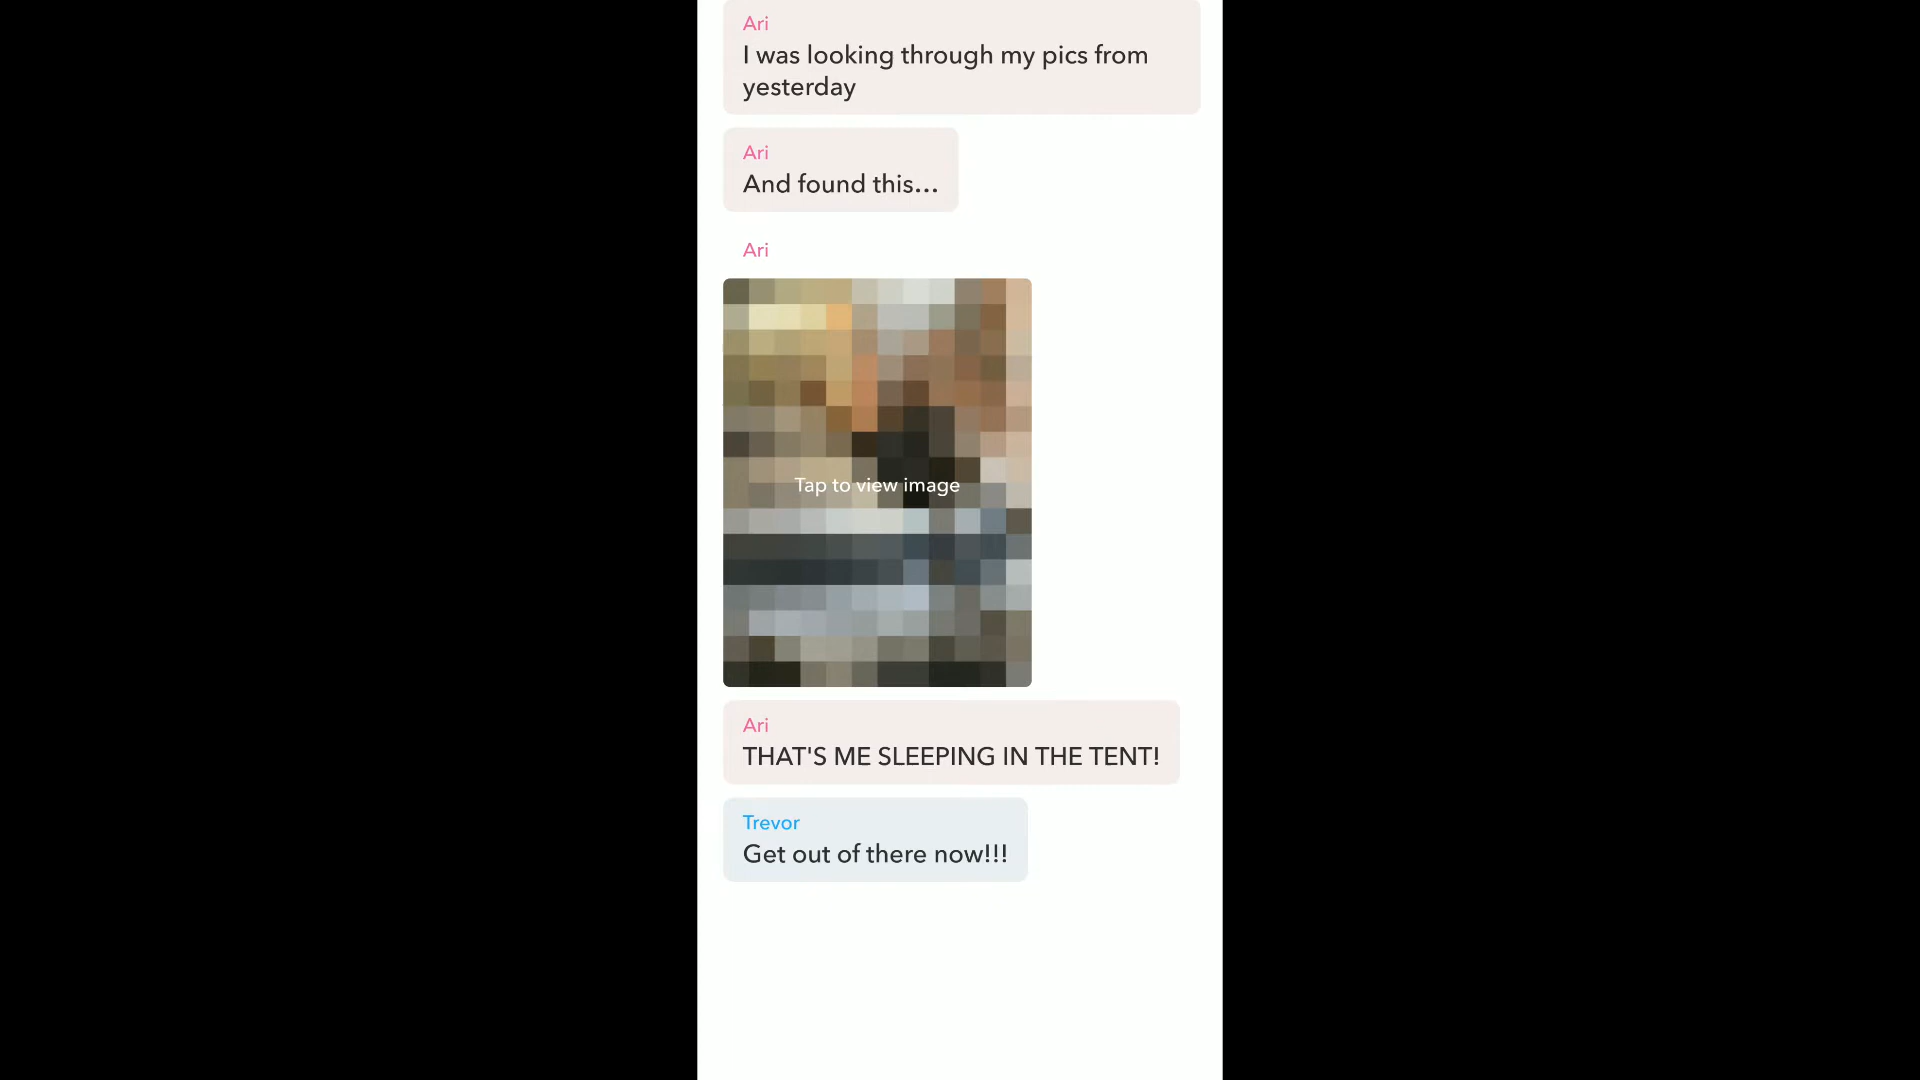 Ari
I was looking through my pics from
yesterday
Ari
And found this...
Ari
Tap to view image
Ari
THAT'S ME SLEEPING IN THE TENT!
Trevor
Get out of there now!!!